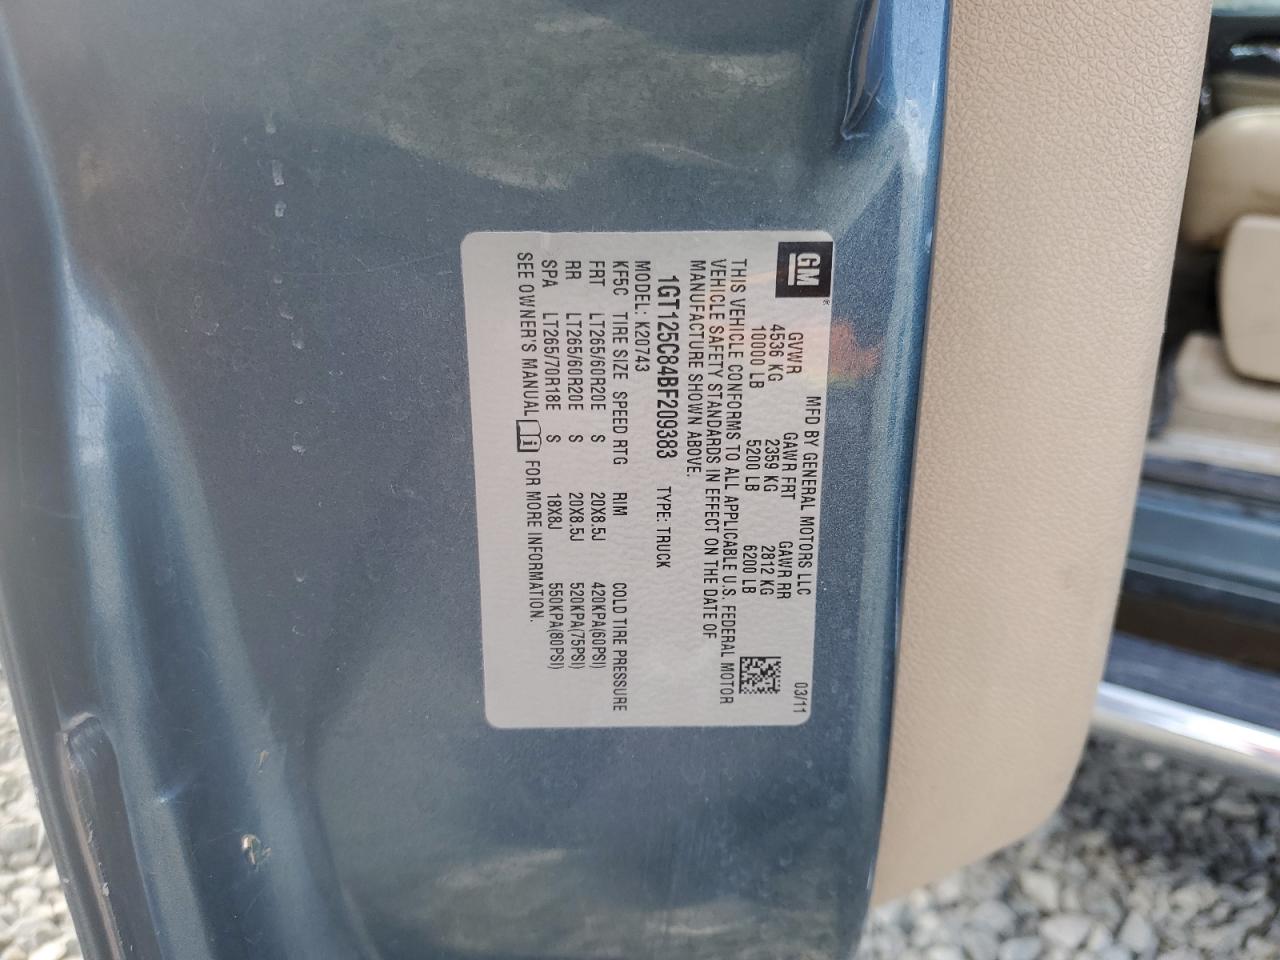 GM®
MFD BY GENERAL MOTORS LLC 03/11
GVWR GAWR FRT GAWR RR
4536 KG 2359 KG 2812 KG
10000 LB 5200 LB 6200 LB
THIS VEHICLE CONFORMS TO ALL APPLICABLE U.S. FEDERAL MOTOR
VEHICLE SAFETY STANDARDS IN EFFECT ON THE DATE OF
MANUFACTURE SHOWN ABOVE.
1GT125C84BF209383 TYPE: TRUCK
MODEL: K20743
KF5C TIRE SIZE SPEED RTG RIM COLD TIRE PRESSURE
FRT LT265/60R20E S 20X8.5J 420KPA(60PSI)
RR LT265/60R20E S 20X8.5J 520KPA(75PSI)
SPA LT265/70R18E S 18X8J 550KPA(80PSI)
SEE OWNER'S MANUAL i FOR MORE INFORMATION.